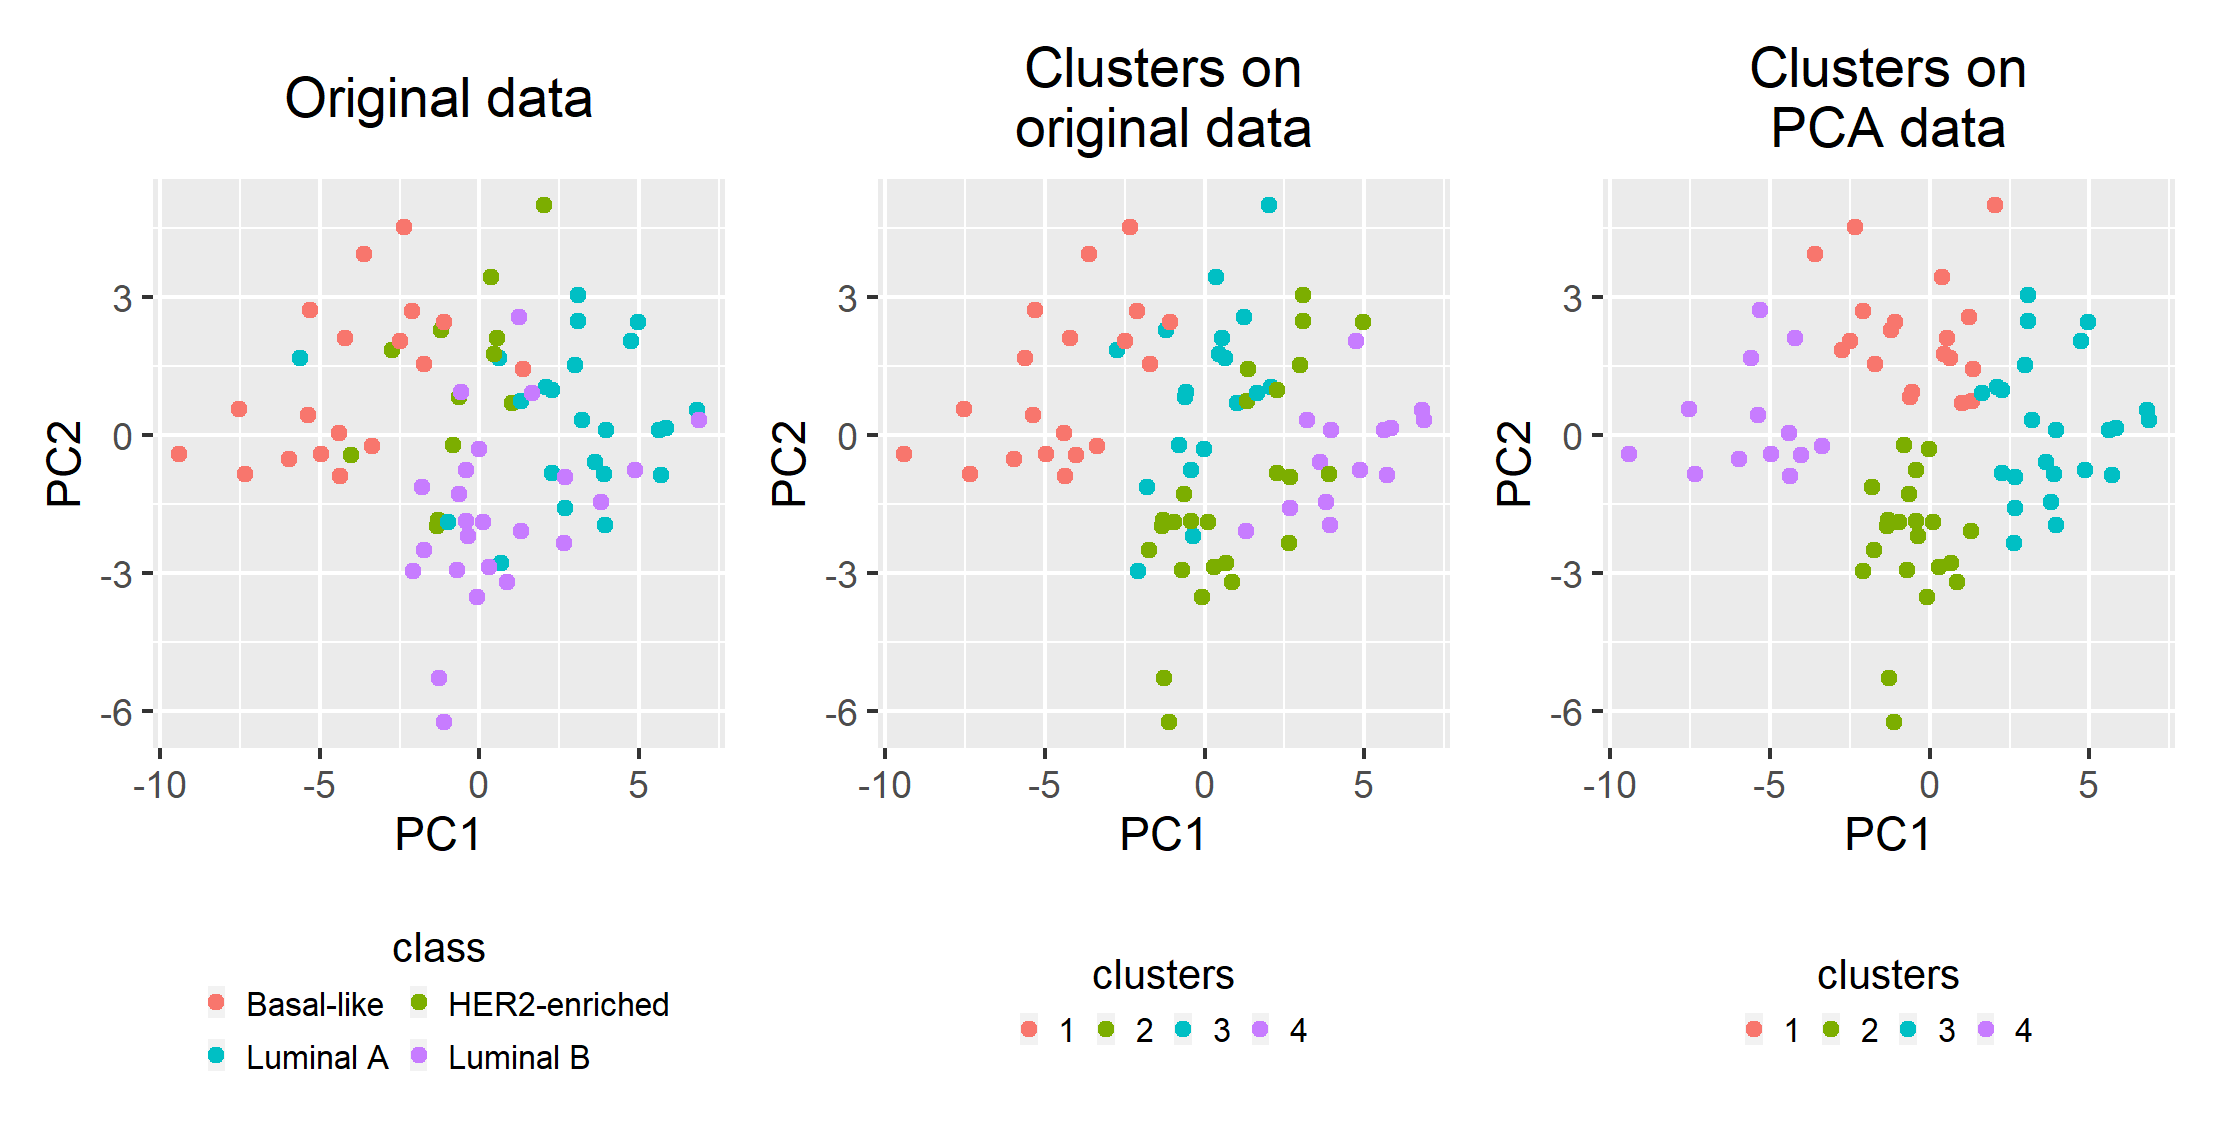 Original data
Clusters on
original data
Clusters on
PCA data
PC2
3
0
-3
-6
-10
-5
0
5
PC1
PC2
3
0
-3
-6
-10
-5
0
5
PC1
PC2
3
0
-3
-6
-10
-5
0
5
PC1
class
Basal-like
HER2-enriched
Luminal A
Luminal B
clusters
1
2
3
4
clusters
1
2
3
4